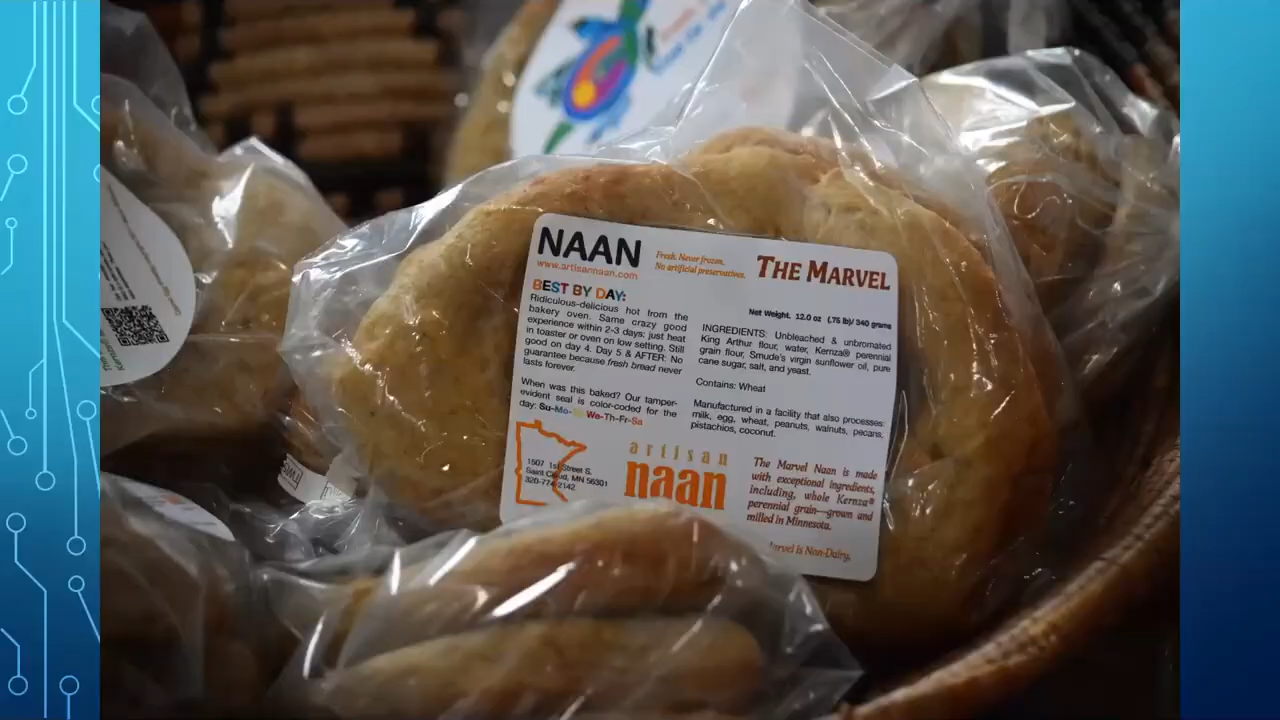 NAAN
www.artisannaan.com
Fresh. Never frozen.
No artificial preservatives.
THE MARVEL
BEST BY DAY:
Ridiculous-delicious hot from the
bakery oven. Same crazy good
experience within 2-3 days: just heat
in toaster or oven on low setting. Still
good on day 4. Day 5 & AFTER: No
guarantee because fresh bread never
lasts forever.
When was this baked? Our tamper-
evident seal is color-coded for the
day: Su-Mo- -We-Th-Fr-Sa
Net Weight. 12.0 oz (.75 lb)/ 340 grams
INGREDIENTS: Unbleached & unbromated
King Arthur flour, water, Kernza® perennial
grain flour, Smude's virgin sunflower oil, pure
cane sugar, salt, and yeast.
Contains: Wheat
Manufactured in a facility that also processes:
milk, egg, wheat, peanuts, walnuts, pecans,
pistachios, coconut.
1507 1st Street S.
Saint Cloud, MN 56301
320-774-2142
artisan
naan
The Marvel Naan is made
with exceptional ingredients,
including, whole Kernza®
perennial grain—grown and
milled in Minnesota.
is Non-Dairy.